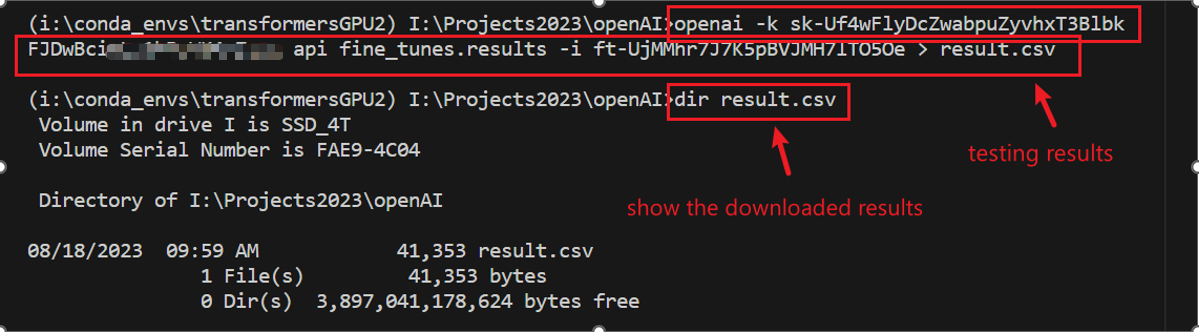 (i:\conda_envs\transformersGPU2) I:\Projects2023\openAI>openai -k sk-Uf4wFlyDcZwabpuZyvhxT3Blbk
FJDwBci api fine_tunes.results -i ft-UjMMhr7J7K5pBVJMH7ITO5Oe > result.csv
(i:\conda_envs\transformersGPU2) I:\Projects2023\openAI>dir result.csv
Volume in drive I is SSD_4T
Volume Serial Number is FAE9-4C04
testing results
Directory of I:\Projects2023\openAI
show the downloaded results
08/18/2023 09:59 AM 41,353 result.csv
1 File(s) 41,353 bytes
0 Dir(s) 3,897,041,178,624 bytes free